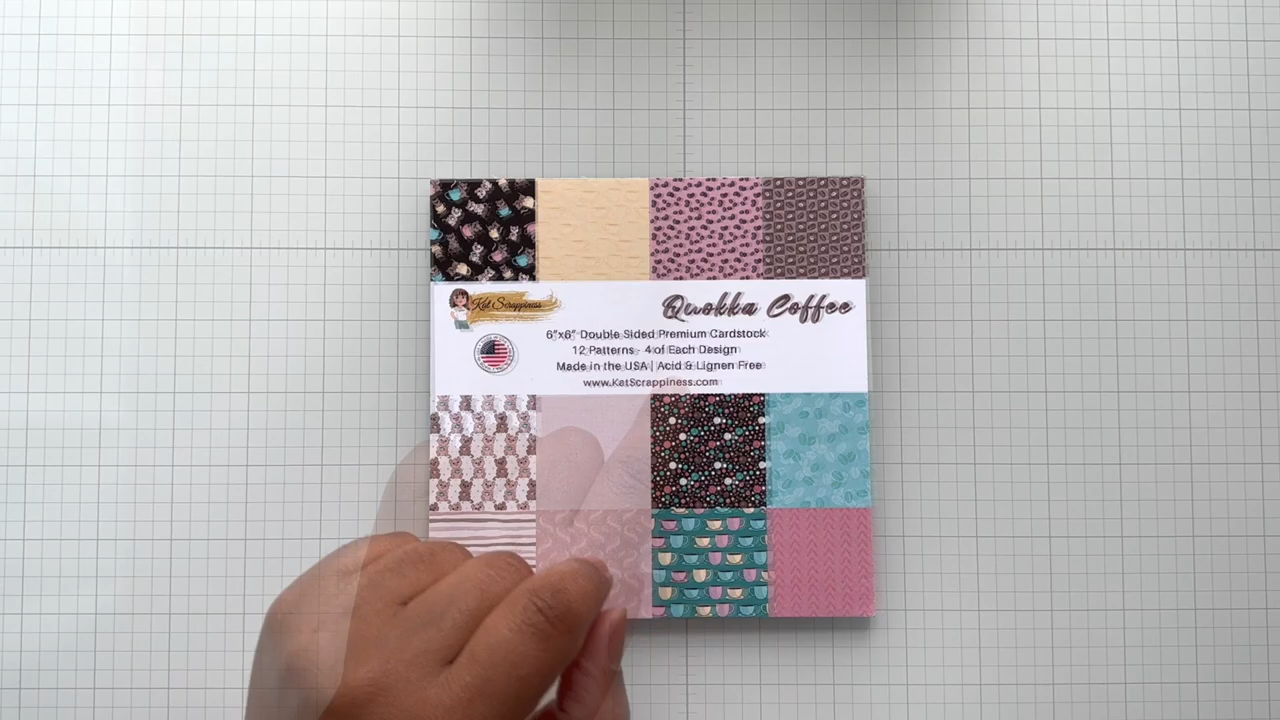 Kat Scrappiness
Quokka Coffee
6"x6" Double Sided Premium Cardstock
12 Patterns - 4 of Each Design
Made in the USA | Acid & Lignen Free
www.KatScrappiness.com